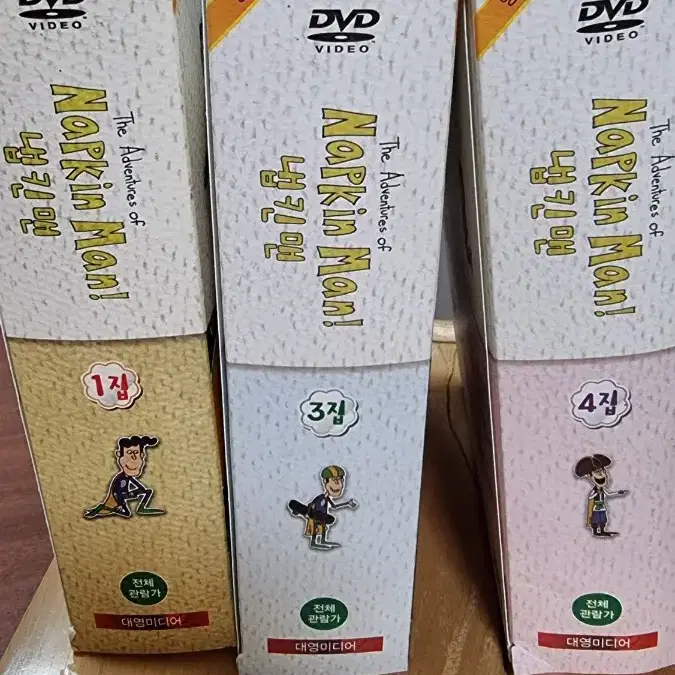 DVD
VIDEO
The Adventures of
Napkin Man!
냅킨맨
1집
전체
관람가
대영미디어
DVD
VIDEO
The Adventures of
Napkin Man!
냅킨맨
3집
전체
관람가
대영미디어
DVD
VIDEO
The Adventures of
Napkin Man!
냅킨맨
4집
전체
관람가
대영미디어